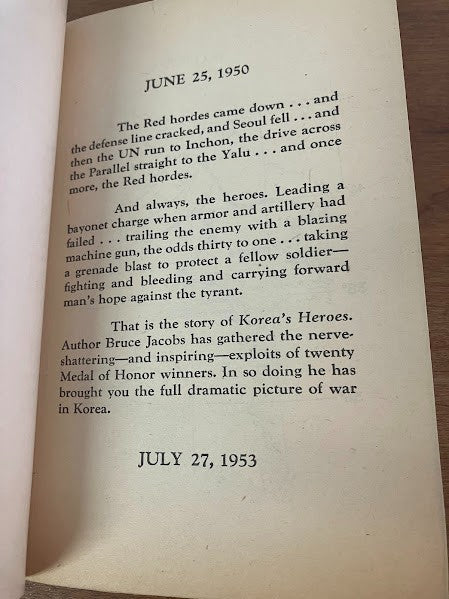 JUNE 25, 1950
The Red hordes came down . . . and
the defense line cracked, and Seoul fell . . . and
then the UN run to Inchon, the drive across
the Parallel straight to the Yalu . . . and once
more, the Red hordes.
And always, the heroes. Leading a
bayonet charge when armor and artillery had
failed . . . trailing the enemy with a blazing
machine gun, the odds thirty to one . . . taking
a grenade blast to protect a fellow soldier—
fighting and bleeding and carrying forward
man's hope against the tyrant.
That is the story of Korea's Heroes.
Author Bruce Jacobs has gathered the nerve-
shattering—and inspiring—exploits of twenty
Medal of Honor winners. In so doing he has
brought you the full dramatic picture of war
in Korea.
JULY 27, 1953